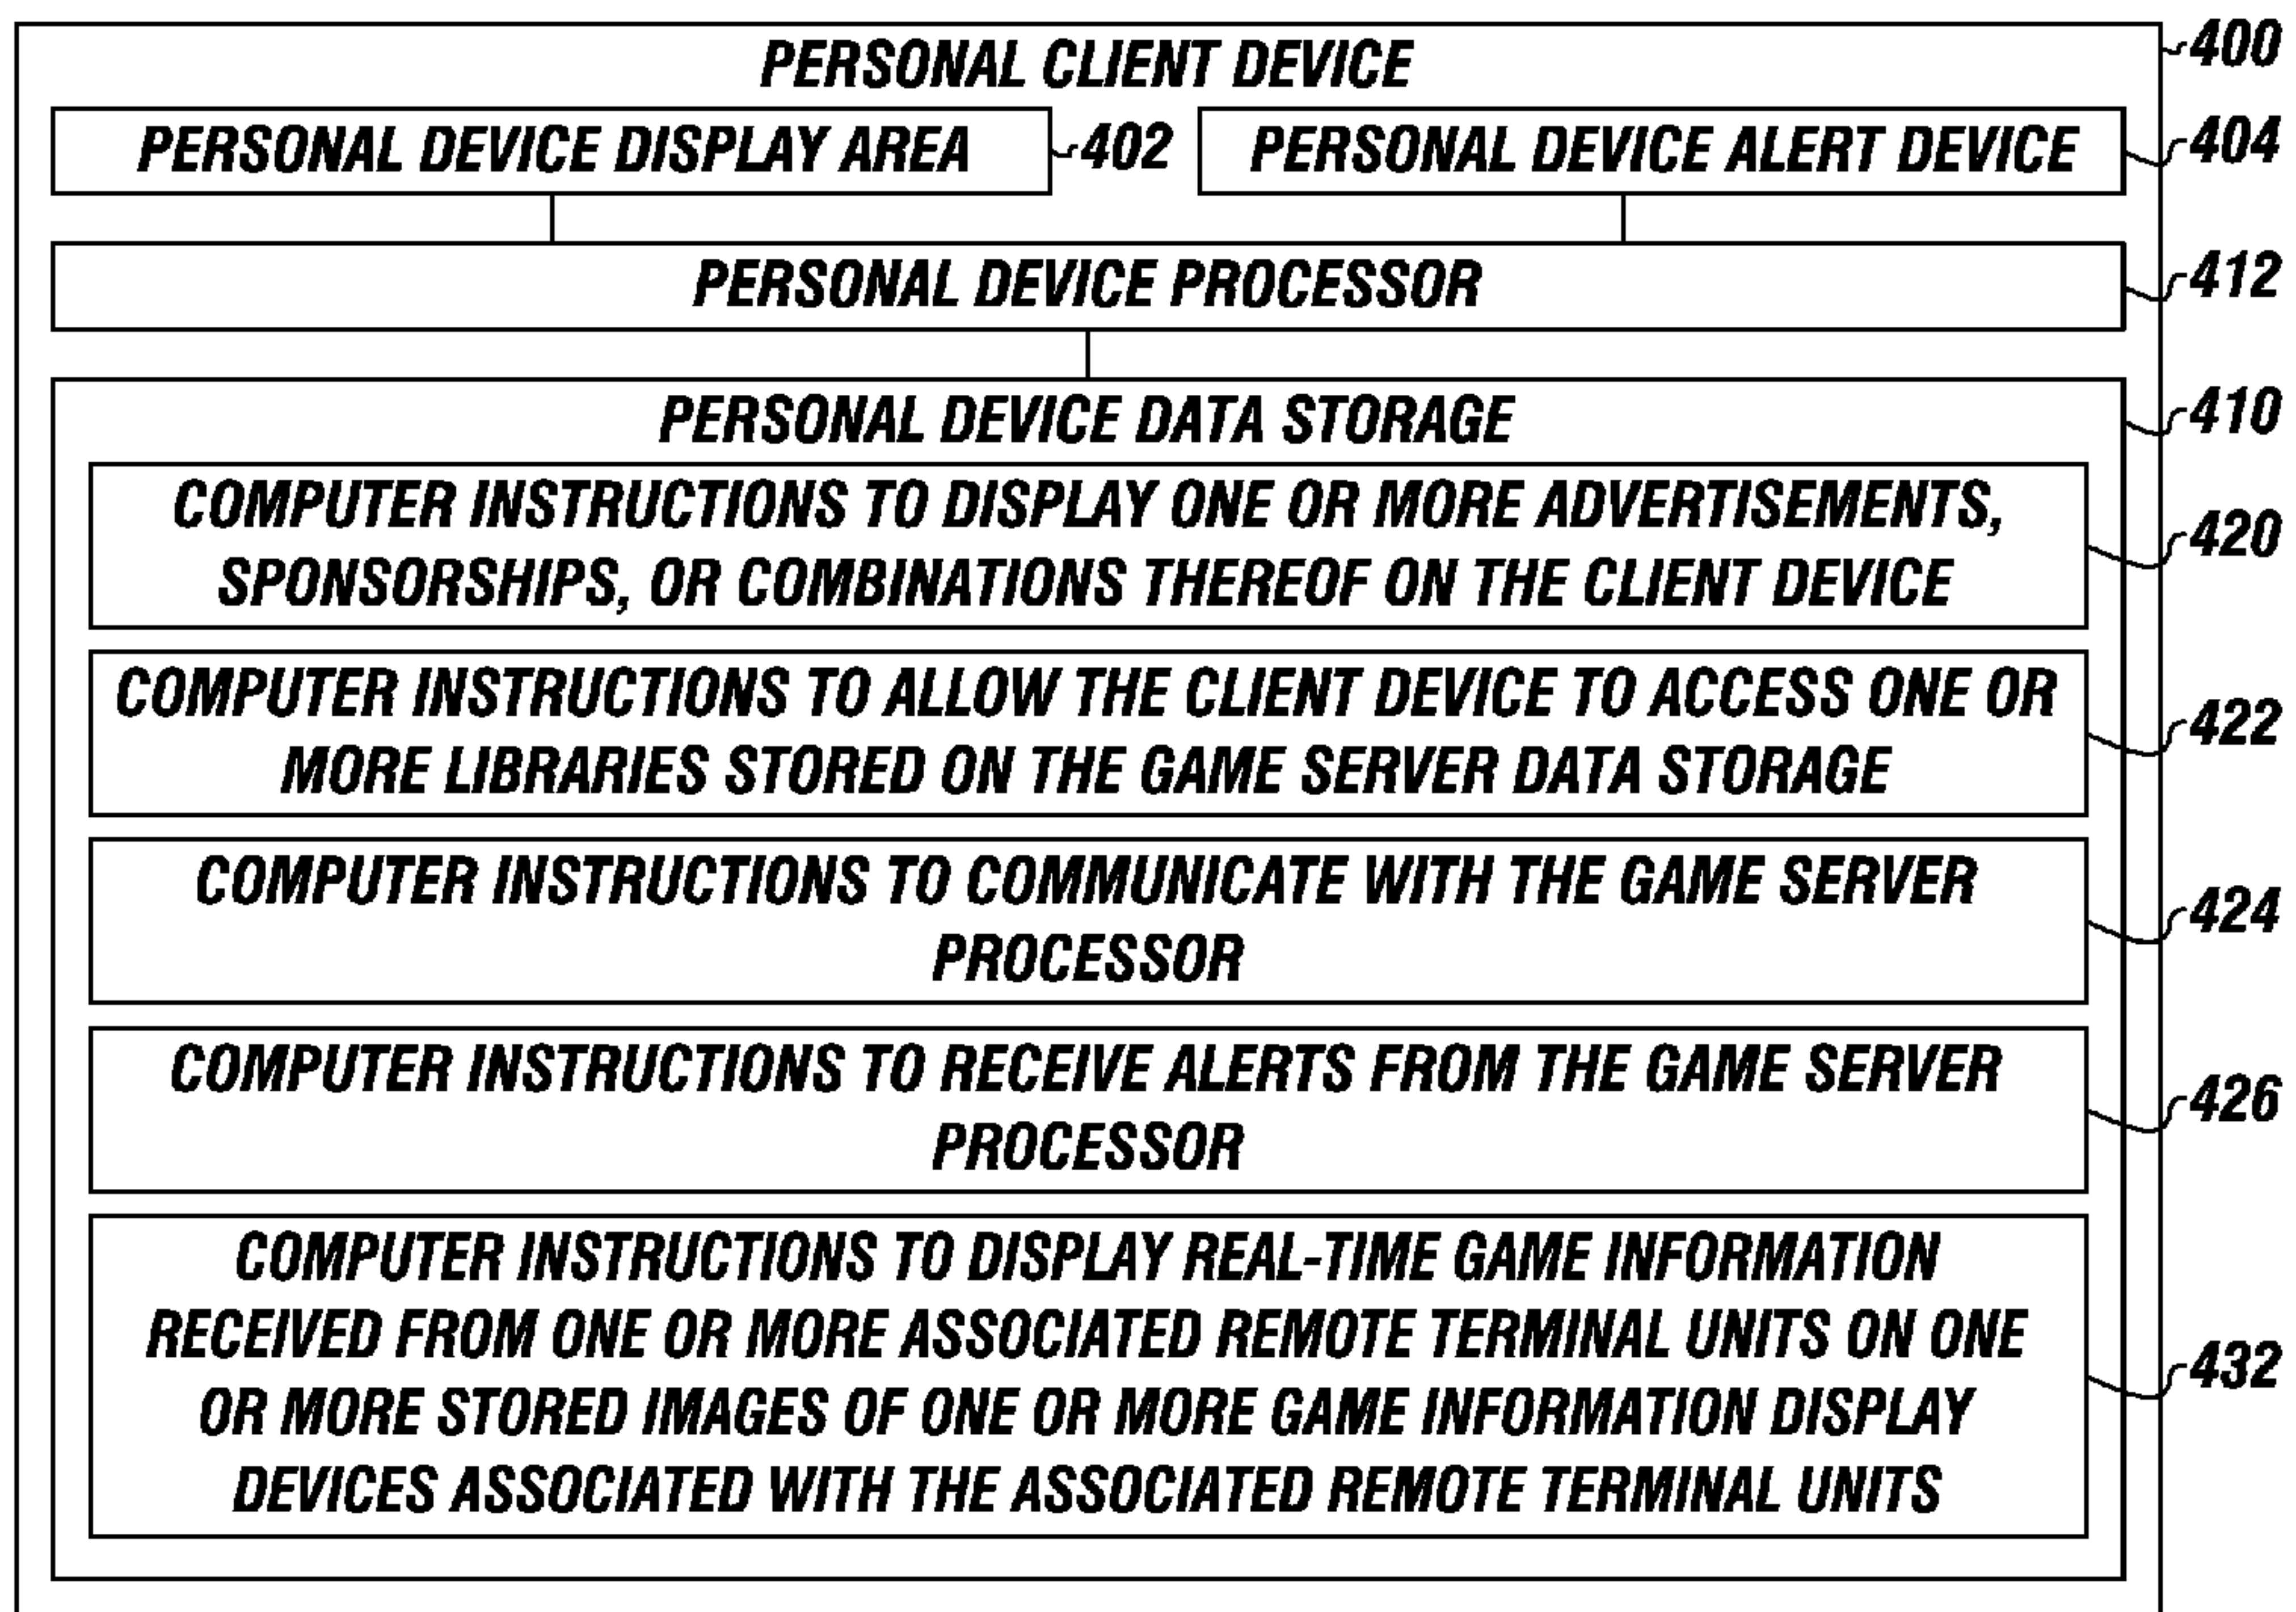 PERSONAL CLIENT DEVICE
400
PERSONAL DEVICE DISPLAY AREA
402
PERSONAL DEVICE ALERT DEVICE
404
PERSONAL DEVICE PROCESSOR
412
PERSONAL DEVICE DATA STORAGE
410
COMPUTER INSTRUCTIONS TO DISPLAY ONE OR MORE ADVERTISEMENTS,
SPONSORSHIPS, OR COMBINATIONS THEREOF ON THE CLIENT DEVICE
420
COMPUTER INSTRUCTIONS TO ALLOW THE CLIENT DEVICE TO ACCESS ONE OR
MORE LIBRARIES STORED ON THE GAME SERVER DATA STORAGE
422
COMPUTER INSTRUCTIONS TO COMMUNICATE WITH THE GAME SERVER
PROCESSOR
424
COMPUTER INSTRUCTIONS TO RECEIVE ALERTS FROM THE GAME SERVER
PROCESSOR
426
COMPUTER INSTRUCTIONS TO DISPLAY REAL-TIME GAME INFORMATION
RECEIVED FROM ONE OR MORE ASSOCIATED REMOTE TERMINAL UNITS ON ONE
OR MORE STORED IMAGES OF ONE OR MORE GAME INFORMATION DISPLAY
DEVICES ASSOCIATED WITH THE ASSOCIATED REMOTE TERMINAL UNITS
432